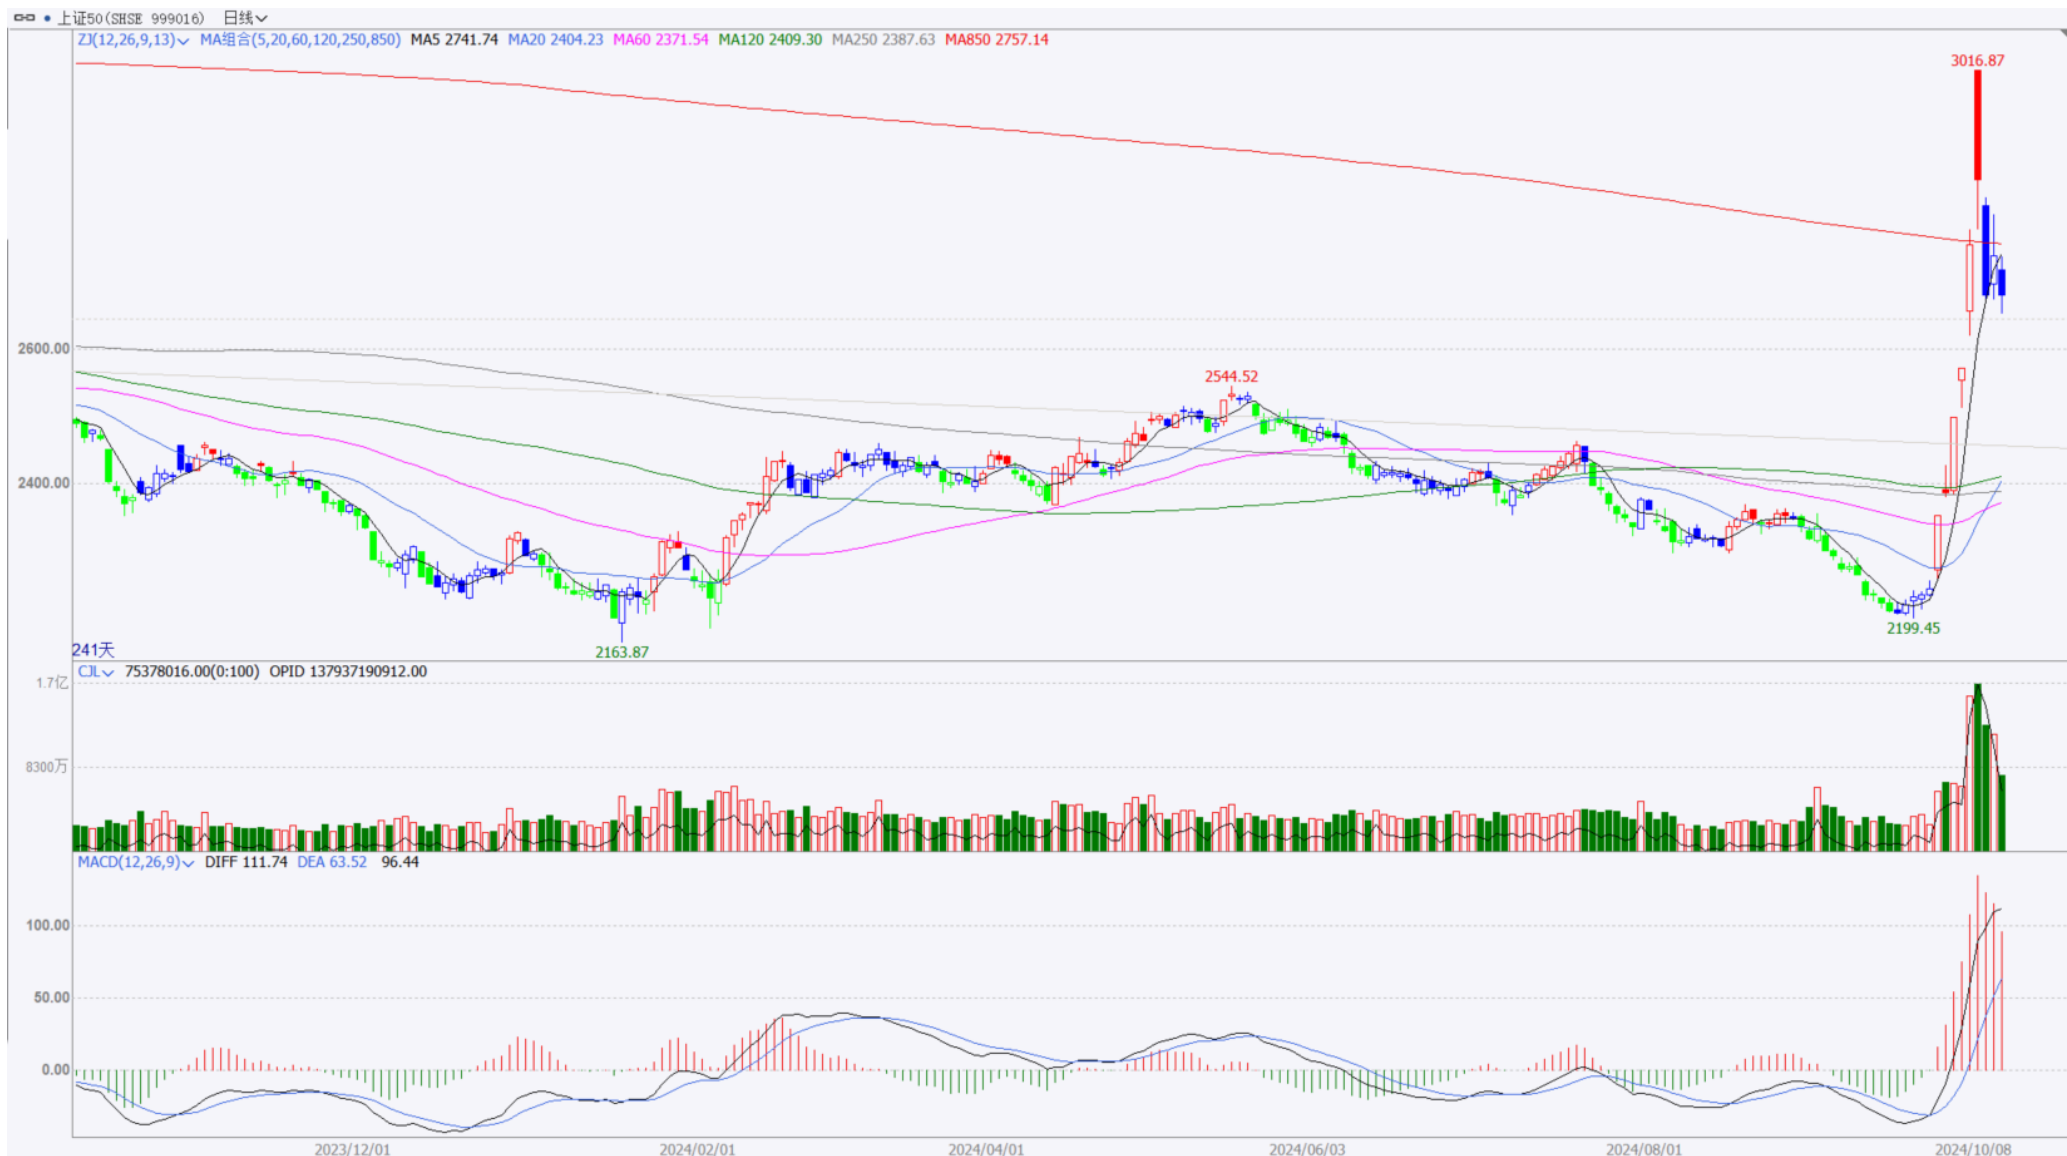 上证50(SHSE 999016) 日线
ZJ(12,26,9,13) MA组合(5,20,60,120,250,850) MA5 2741.74 MA20 2404.23 MA60 2371.54 MA120 2409.30 MA250 2387.63 MA850 2757.14
3016.87
2600.00
2544.52
2400.00
2199.45
241天
2163.87
CJL 75378016.00(0:100) OPID 137937190912.00
1.7亿
8300万
MACD(12,26,9) DIFF 111.74 DEA 63.52 96.44
100.00
50.00
0.00
2023/12/01 2024/02/01 2024/04/01 2024/06/03 2024/08/01 2024/10/08